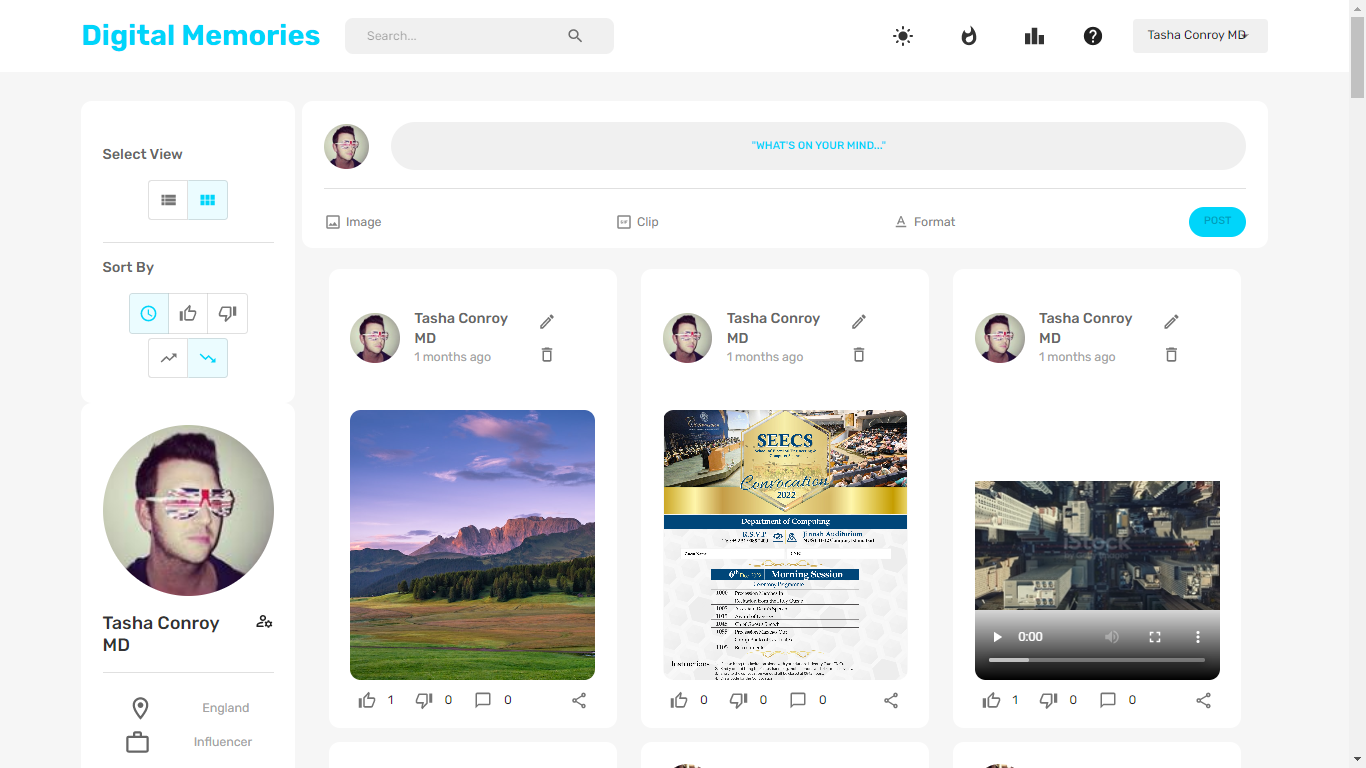 Digital Memories
Search...
Tasha Conroy MD
Select View
Sort By
Tasha Conroy
MD
England
Influencer
"WHAT'S ON YOUR MIND..."
Image
GIF
Clip
Format
POST
Tasha Conroy
MD
1 months ago
1
0
0
Tasha Conroy
MD
1 months ago
SEECS
Convocation
2022
Department of Computing
R.S.V.P
Jinnah Auditorium
Morning Session
0
0
0
Tasha Conroy
MD
1 months ago
iStock
0:00
1
0
0